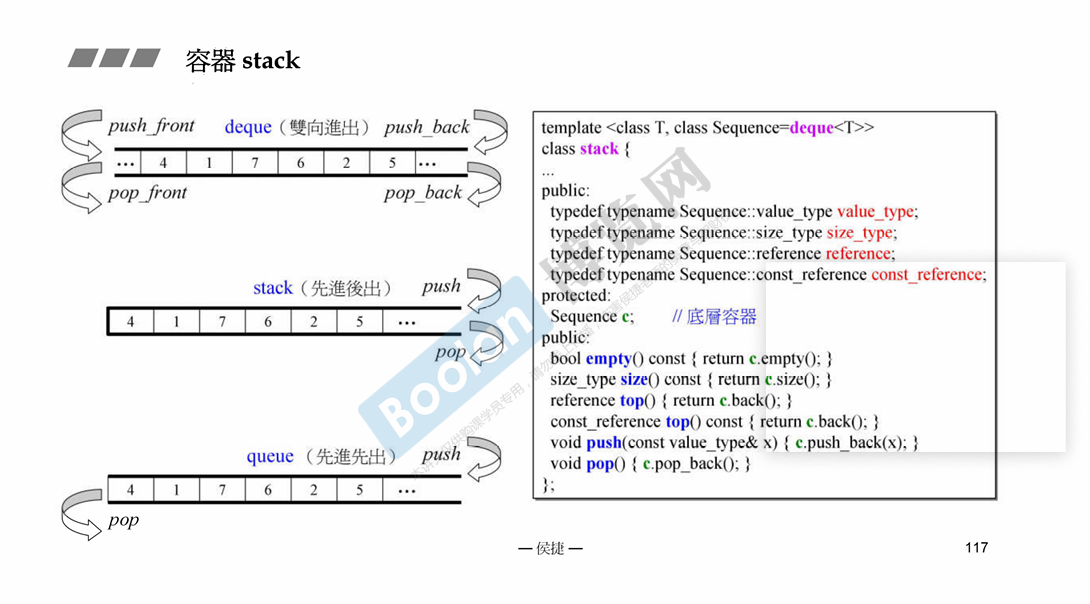 容器 stack
push_front deque（雙向進出） push_back
… 4 1 7 6 2 5 …
pop_front pop_back
stack（先進後出） push
4 1 7 6 2 5 …
pop
queue （先進先出） push
4 1 7 6 2 5 …
pop
template <class T, class Sequence=deque<T>>
class stack {
...
public:
typedef typename Sequence::value_type value_type;
typedef typename Sequence::size_type size_type;
typedef typename Sequence::reference reference;
typedef typename Sequence::const_reference const_reference;
protected:
Sequence c; // 底層容器
public:
bool empty() const { return c.empty(); }
size_type size() const { return c.size(); }
reference top() { return c.back(); }
const_reference top() const { return c.back(); }
void push(const value_type& x) { c.push_back(x); }
void pop() { c.pop_back(); }
};
Boolan 博览网
— 侯捷 —
117